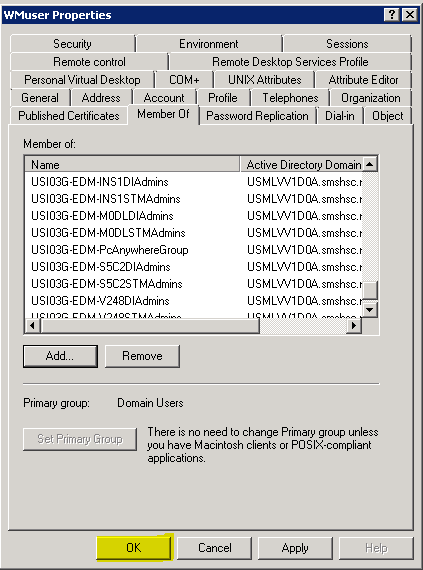 WMuser Properties
Security Environment Sessions
Remote control Remote Desktop Services Profile
Personal Virtual Desktop COM+ UNIX Attributes Attribute Editor
General Address Account Profile Telephones Organization
Published Certificates Member Of Password Replication Dial-in Object
Member of:
Name Active Directory Domain
USI03G-EDM-INS1DIAdmins USMLVV1D0A.smshsc.r
USI03G-EDM-INS1STMAdmins USMLVV1D0A.smshsc.r
USI03G-EDM-M0DLDIAdmins USMLVV1D0A.smshsc.r
USI03G-EDM-M0DLSTMAdmins USMLVV1D0A.smshsc.r
USI03G-EDM-PcAnywhereGroup USMLVV1D0A.smshsc.r
USI03G-EDM-S5C2DIAdmins USMLVV1D0A.smshsc.r
USI03G-EDM-S5C2STMAdmins USMLVV1D0A.smshsc.r
USI03G-EDM-V248DIAdmins USMLVV1D0A.smshsc.r
USI03G-EDM-V248STMAdmins USMLVV1D0A.smshsc.r
Add... Remove
Primary group: Domain Users
Set Primary Group
There is no need to change Primary group unless
you have Macintosh clients or POSIX-compliant
applications.
OK Cancel Apply Help